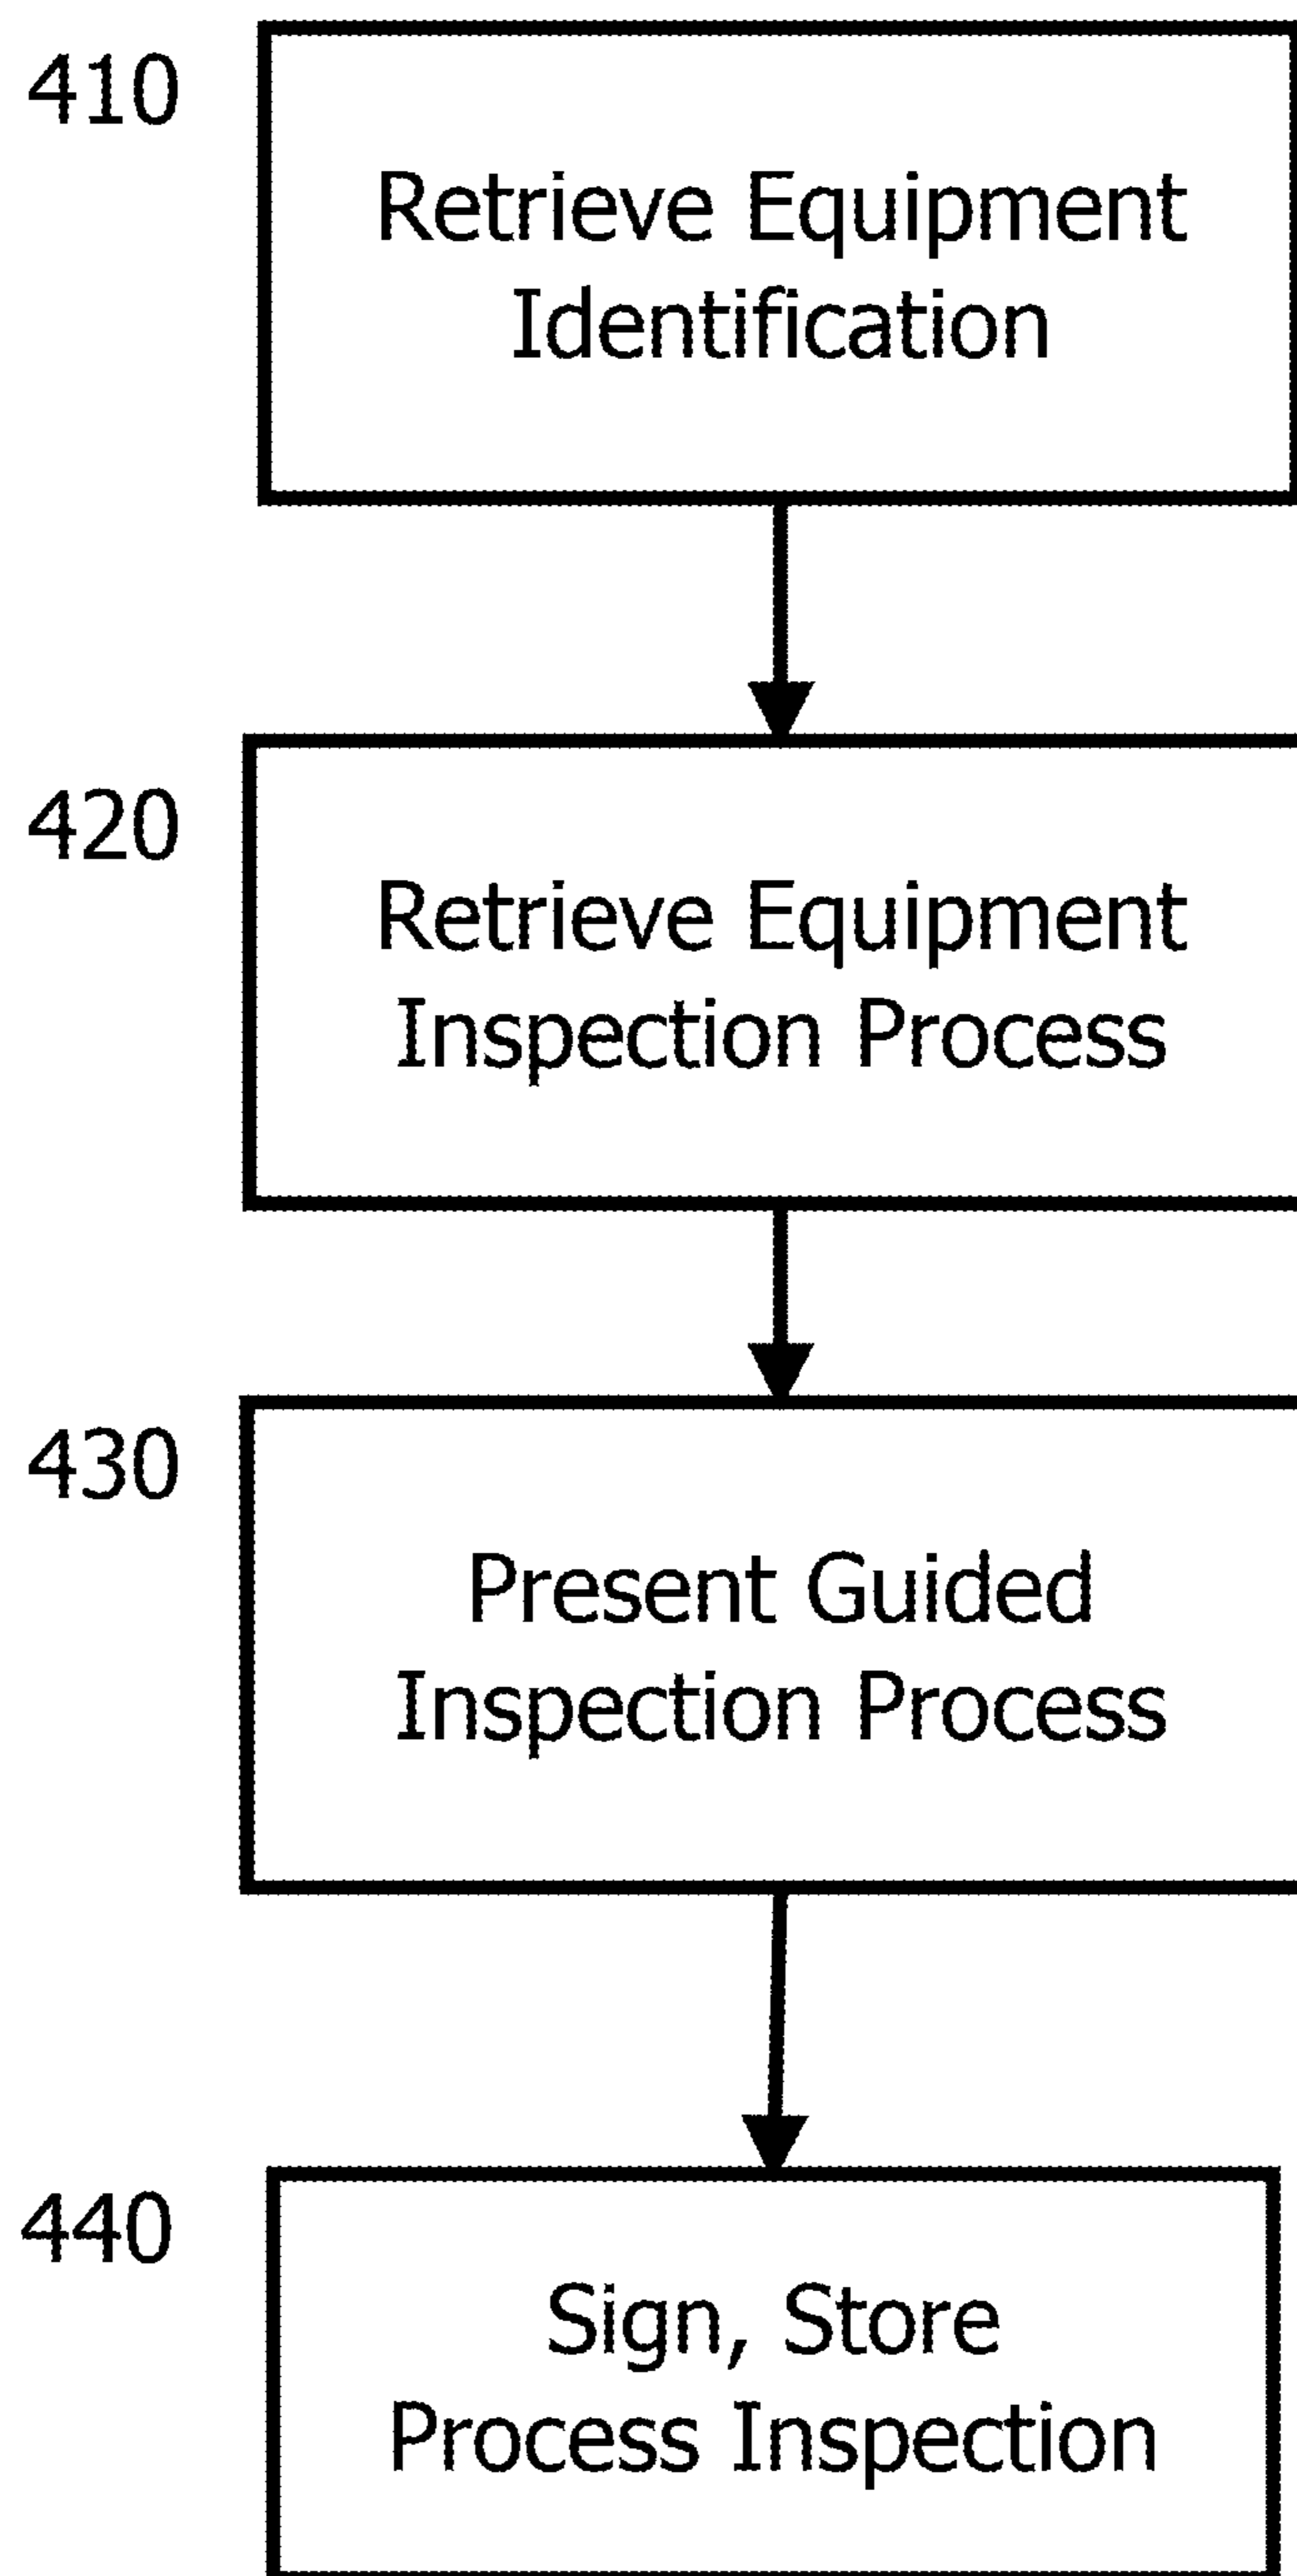 410
Retrieve Equipment
Identification
420
Retrieve Equipment
Inspection Process
430
Present Guided
Inspection Process
440
Sign, Store
Process Inspection